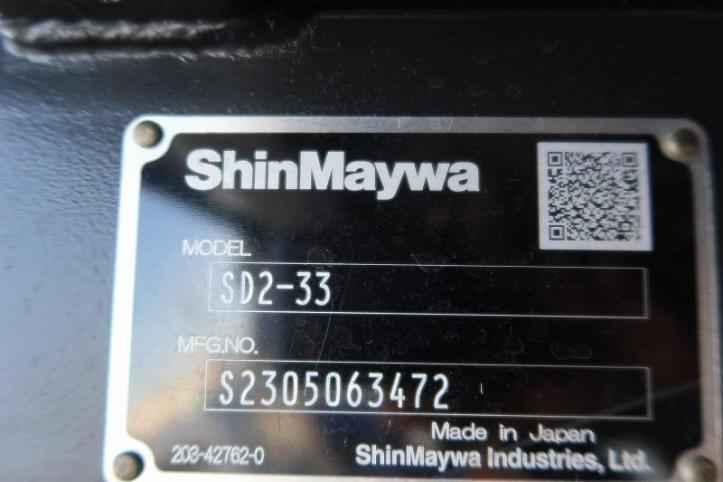 ShinMaywa
MODEL
SD2-33
MFG.NO.
S2305063472
Made in Japan
203-42762-0
ShinMaywa Industries, Ltd.